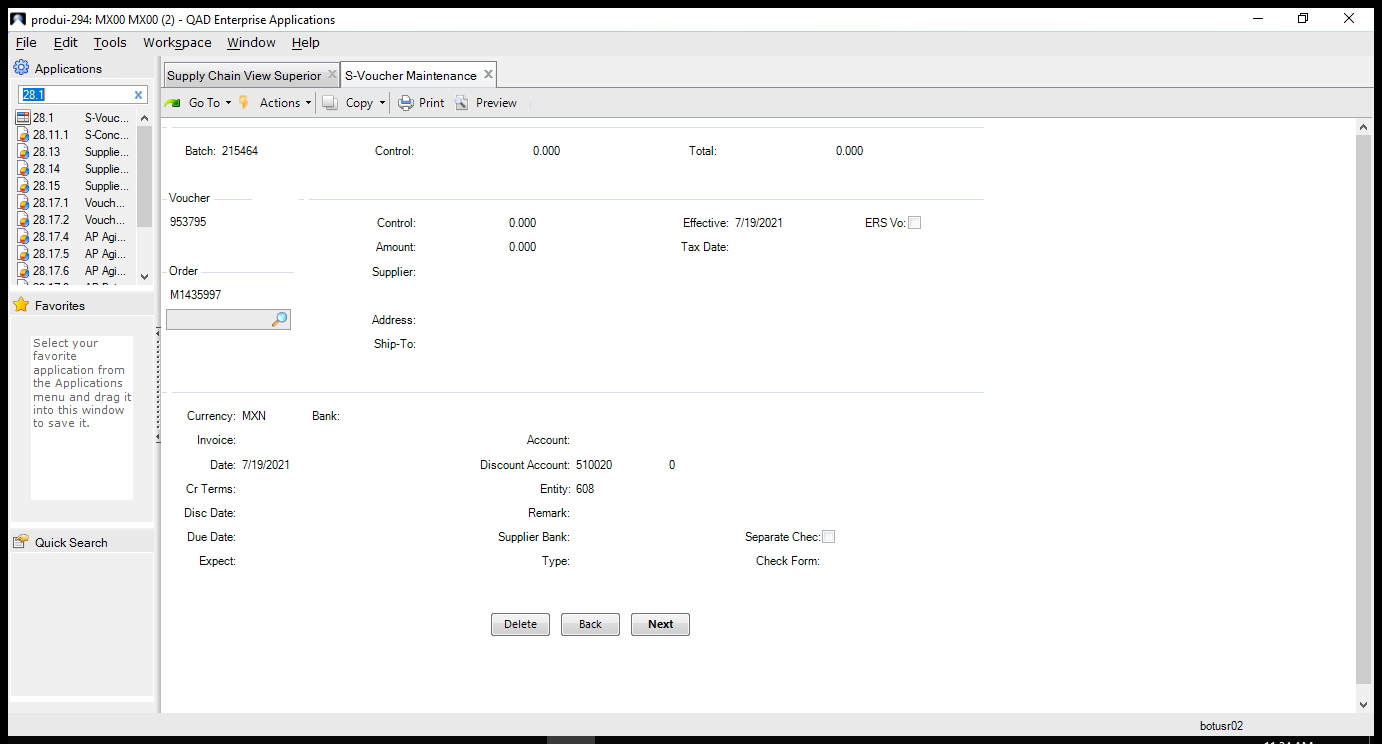 produi-294: MX00 MX00 (2) - QAD Enterprise Applications
File Edit Tools Workspace Window Help
Applications
28.1
28.1 S-Vouc...
28.11.1 S-Conc...
28.13 Supplie...
28.14 Supplie...
28.15 Supplie...
28.17.1 Vouch...
28.17.2 Vouch...
28.17.4 AP Agi...
28.17.5 AP Agi...
28.17.6 AP Agi...
Favorites
Select your
favorite
application from
the Applications
menu and drag it
into this window
to save it.
Quick Search
Supply Chain View Superior S-Voucher Maintenance
Go To Actions Copy Print Preview
Batch: 215464 Control: 0.000 Total: 0.000
Voucher
953795 Control: 0.000 Effective: 7/19/2021 ERS Vo:
Amount: 0.000 Tax Date:
Order Supplier:
M1435997
Address:
Ship-To:
Currency: MXN Bank:
Invoice: Account:
Date: 7/19/2021 Discount Account: 510020 0
Cr Terms: Entity: 608
Disc Date: Remark:
Due Date: Supplier Bank: Separate Chec:
Expect: Type: Check Form:
Delete Back Next
botusr02